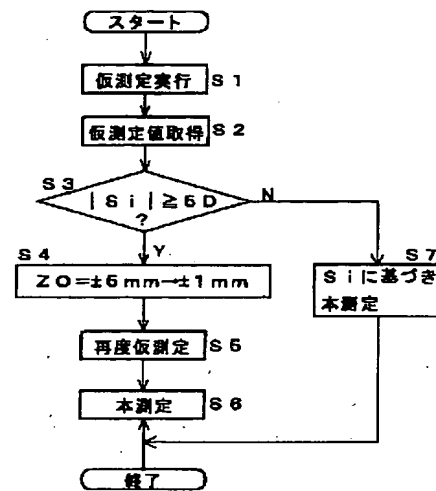 スタート
仮測定実行 S1
仮測定値取得 S2
S3
|Si|≧5D
?
N
Y
S4
ZO=±5mm→±1mm
S7
Siに基づき
本測定
再度仮測定 S5
本測定 S6
終了